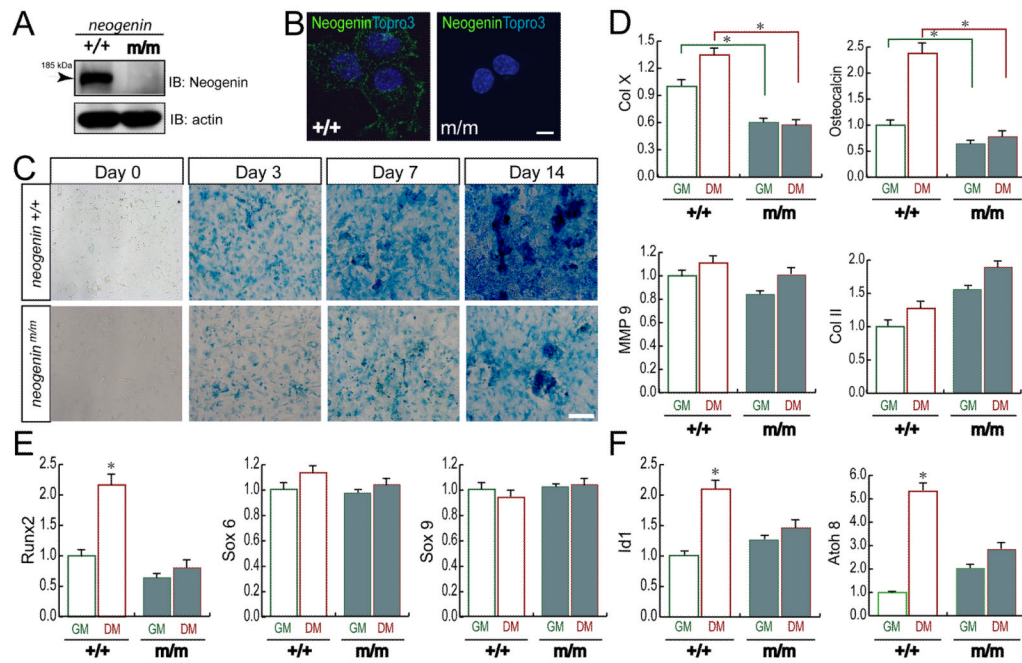 A
neogenin
+/+ m/m
185 kDa
IB: Neogenin
IB: actin
B
NeogeninTopro3 NeogeninTopro3
+/+ m/m
C
Day 0 Day 3 Day 7 Day 14
neogenin +/+
neogenin m/m
D
Col X
1.5
1.2
0.9
0.6
0.3
0
* *
GM DM GM DM
+/+ m/m
Osteocalcin
2.5
2.0
1.5
1.0
0.5
0.0
* *
GM DM GM DM
+/+ m/m
MMP 9
1.2
1.0
0.8
0.6
0.4
0.2
0.0
GM DM GM DM
+/+ m/m
Col II
2.0
1.5
1.0
0.5
0.0
GM DM GM DM
+/+ m/m
E
Runx2
2.5
2.0
1.5
1.0
0.5
0.0
*
GM DM GM DM
+/+ m/m
Sox 6
1.2
1.0
0.8
0.6
0.4
0.2
0
GM DM GM DM
+/+ m/m
Sox 9
1.2
1.0
0.8
0.6
0.4
0.2
0
GM DM GM DM
+/+ m/m
F
Id1
2.5
2.0
1.5
1.0
0.5
0.0
*
GM DM GM DM
+/+ m/m
Atoh 8
6.0
5.0
4.0
3.0
2.0
1.0
0.0
*
GM DM GM DM
+/+ m/m